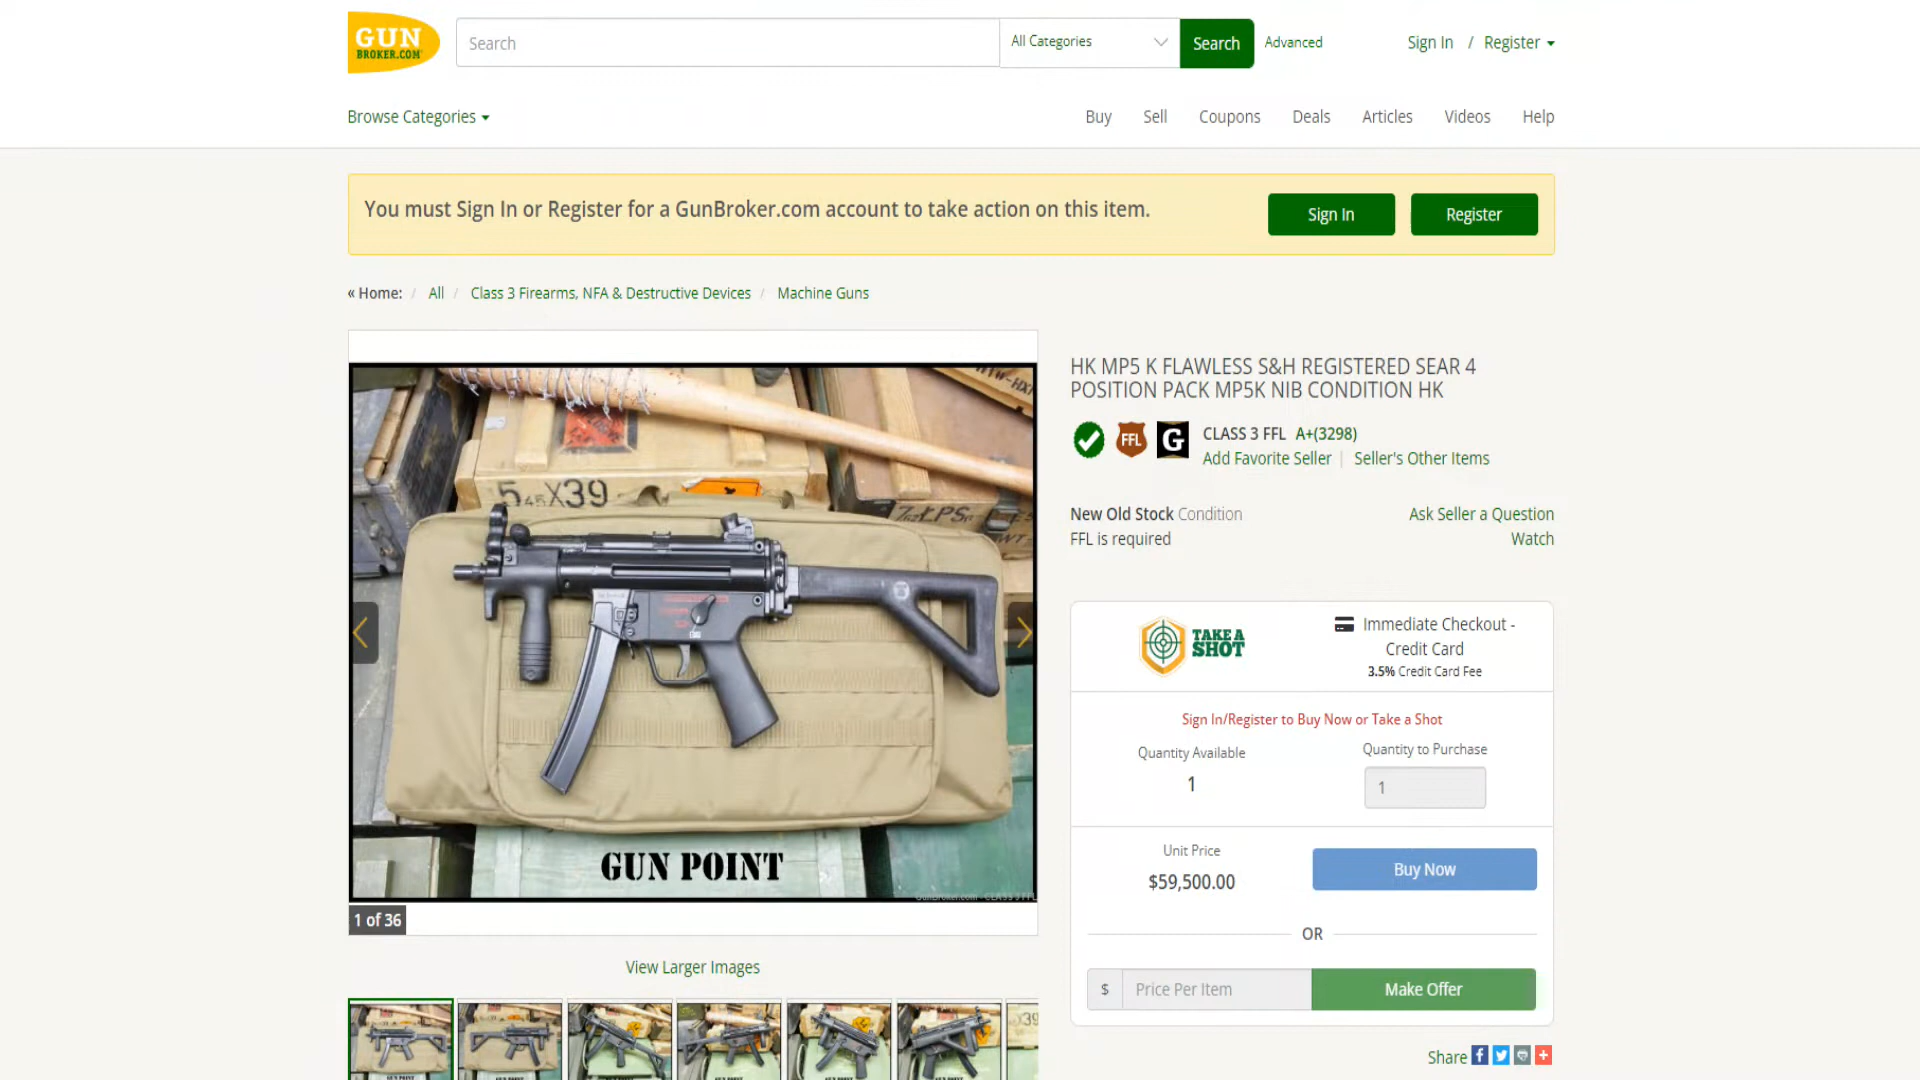 GUN
BROKER.COM
Search
All Categories
Search
Advanced
Sign In / Register
Browse Categories
Buy
Sell
Coupons
Deals
Articles
Videos
Help
You must Sign In or Register for a GunBroker.com account to take action on this item.
Sign In
Register
« Home: / All / Class 3 Firearms, NFA & Destructive Devices / Machine Guns
HK MP5 K FLAWLESS S&H REGISTERED SEAR 4
POSITION PACK MP5K NIB CONDITION HK
FFL
G
CLASS 3 FFL A+(3298)
Add Favorite Seller | Seller's Other Items
New Old Stock Condition
FFL is required
Ask Seller a Question
Watch
5.45X39
GUN POINT
GunBroker.com - CLASS 3 FFL
1 of 36
View Larger Images
TAKE A
SHOT
Immediate Checkout -
Credit Card
3.5% Credit Card Fee
Sign In/Register to Buy Now or Take a Shot
Quantity Available
1
Quantity to Purchase
1
Unit Price
$59,500.00
Buy Now
OR
$
Price Per Item
Make Offer
Share
GUN POINT